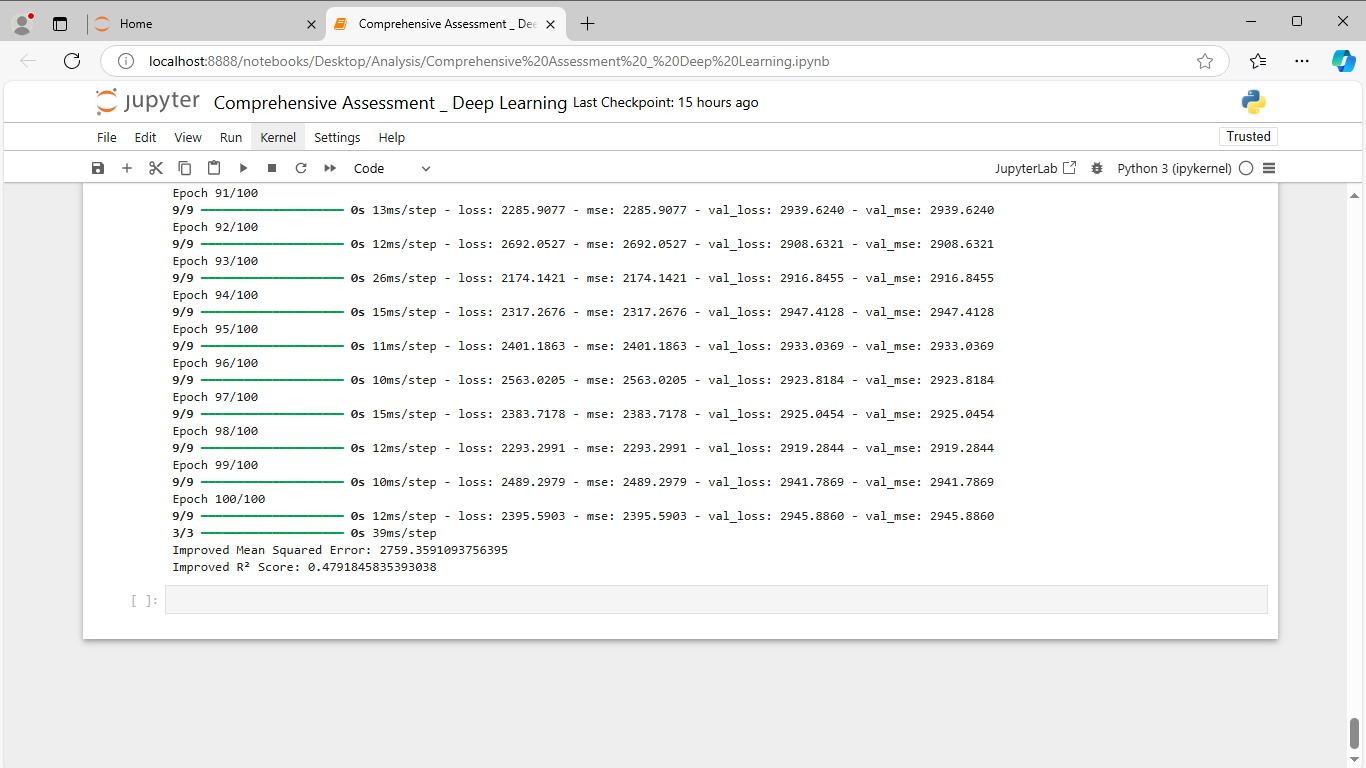 Home
Comprehensive Assessment _ Dee
localhost:8888/notebooks/Desktop/Analysis/Comprehensive%20Assessment%20_%20Deep%20Learning.ipynb
jupyter Comprehensive Assessment _ Deep Learning Last Checkpoint: 15 hours ago
File Edit View Run Kernel Settings Help Trusted
Code JupyterLab Python 3 (ipykernel)
Epoch 91/100
9/9 0s 13ms/step - loss: 2285.9077 - mse: 2285.9077 - val_loss: 2939.6240 - val_mse: 2939.6240
Epoch 92/100
9/9 0s 12ms/step - loss: 2692.0527 - mse: 2692.0527 - val_loss: 2908.6321 - val_mse: 2908.6321
Epoch 93/100
9/9 0s 26ms/step - loss: 2174.1421 - mse: 2174.1421 - val_loss: 2916.8455 - val_mse: 2916.8455
Epoch 94/100
9/9 0s 15ms/step - loss: 2317.2676 - mse: 2317.2676 - val_loss: 2947.4128 - val_mse: 2947.4128
Epoch 95/100
9/9 0s 11ms/step - loss: 2401.1863 - mse: 2401.1863 - val_loss: 2933.0369 - val_mse: 2933.0369
Epoch 96/100
9/9 0s 10ms/step - loss: 2563.0205 - mse: 2563.0205 - val_loss: 2923.8184 - val_mse: 2923.8184
Epoch 97/100
9/9 0s 15ms/step - loss: 2383.7178 - mse: 2383.7178 - val_loss: 2925.0454 - val_mse: 2925.0454
Epoch 98/100
9/9 0s 12ms/step - loss: 2293.2991 - mse: 2293.2991 - val_loss: 2919.2844 - val_mse: 2919.2844
Epoch 99/100
9/9 0s 10ms/step - loss: 2489.2979 - mse: 2489.2979 - val_loss: 2941.7869 - val_mse: 2941.7869
Epoch 100/100
9/9 0s 12ms/step - loss: 2395.5903 - mse: 2395.5903 - val_loss: 2945.8860 - val_mse: 2945.8860
3/3 0s 39ms/step
Improved Mean Squared Error: 2759.3591093756395
Improved R² Score: 0.4791845835393038
[ ]: